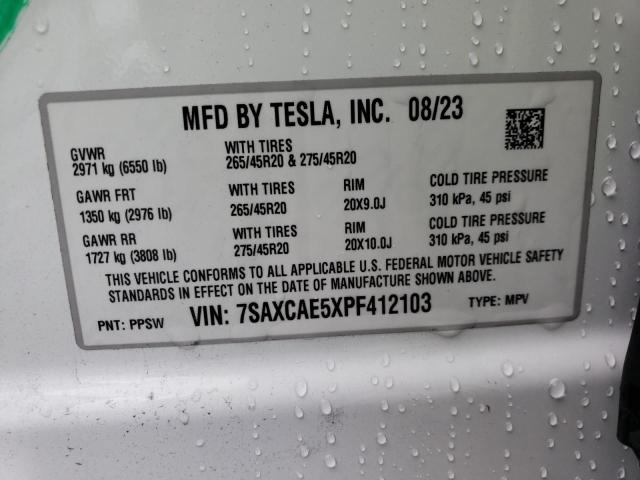 MFD BY TESLA, INC. 08/23
GVWR WITH TIRES
2971 kg (6550 lb) 265/45R20 & 275/45R20
GAWR FRT WITH TIRES RIM COLD TIRE PRESSURE
1350 kg (2976 lb) 265/45R20 20X9.0J 310 kPa, 45 psi
GAWR RR WITH TIRES RIM COLD TIRE PRESSURE
1727 kg (3808 lb) 275/45R20 20X10.0J 310 kPa, 45 psi
THIS VEHICLE CONFORMS TO ALL APPLICABLE U.S. FEDERAL MOTOR VEHICLE SAFETY
STANDARDS IN EFFECT ON THE DATE OF MANUFACTURE SHOWN ABOVE.
PNT: PPSW VIN: 7SAXCAE5XPF412103 TYPE: MPV